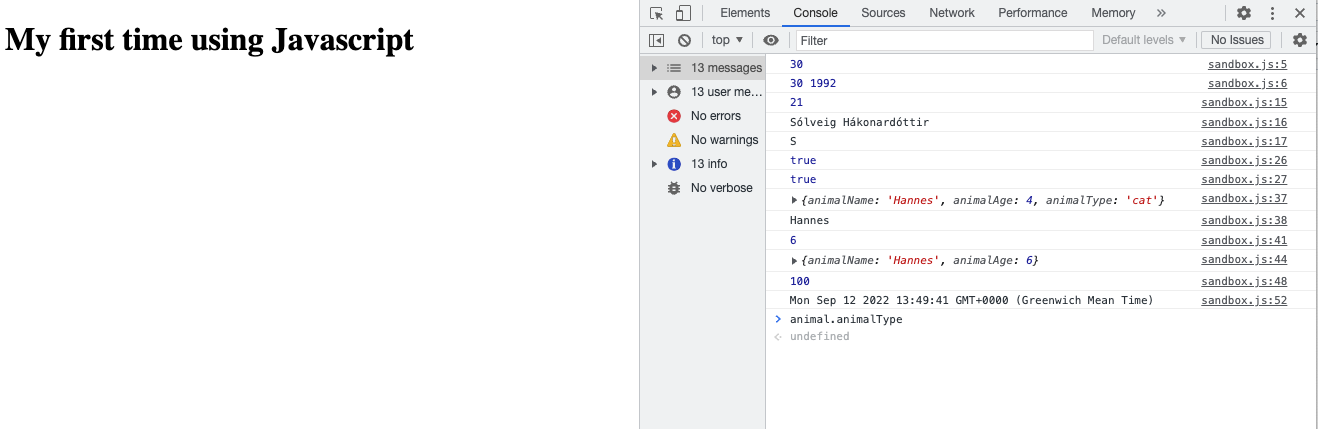 My first time using Javascript
Elements Console Sources Network Performance Memory »
top ▼ Filter Default levels ▼ No Issues
13 messages
13 user me…
No errors
No warnings
13 info
No verbose
30 sandbox.js:5
30 1992 sandbox.js:6
21 sandbox.js:15
Sólveig Hákonardóttir sandbox.js:16
S sandbox.js:17
true sandbox.js:26
true sandbox.js:27
{animalName: 'Hannes', animalAge: 4, animalType: 'cat'} sandbox.js:37
Hannes sandbox.js:38
6 sandbox.js:41
{animalName: 'Hannes', animalAge: 6} sandbox.js:44
100 sandbox.js:48
Mon Sep 12 2022 13:49:41 GMT+0000 (Greenwich Mean Time) sandbox.js:52
animal.animalType
undefined